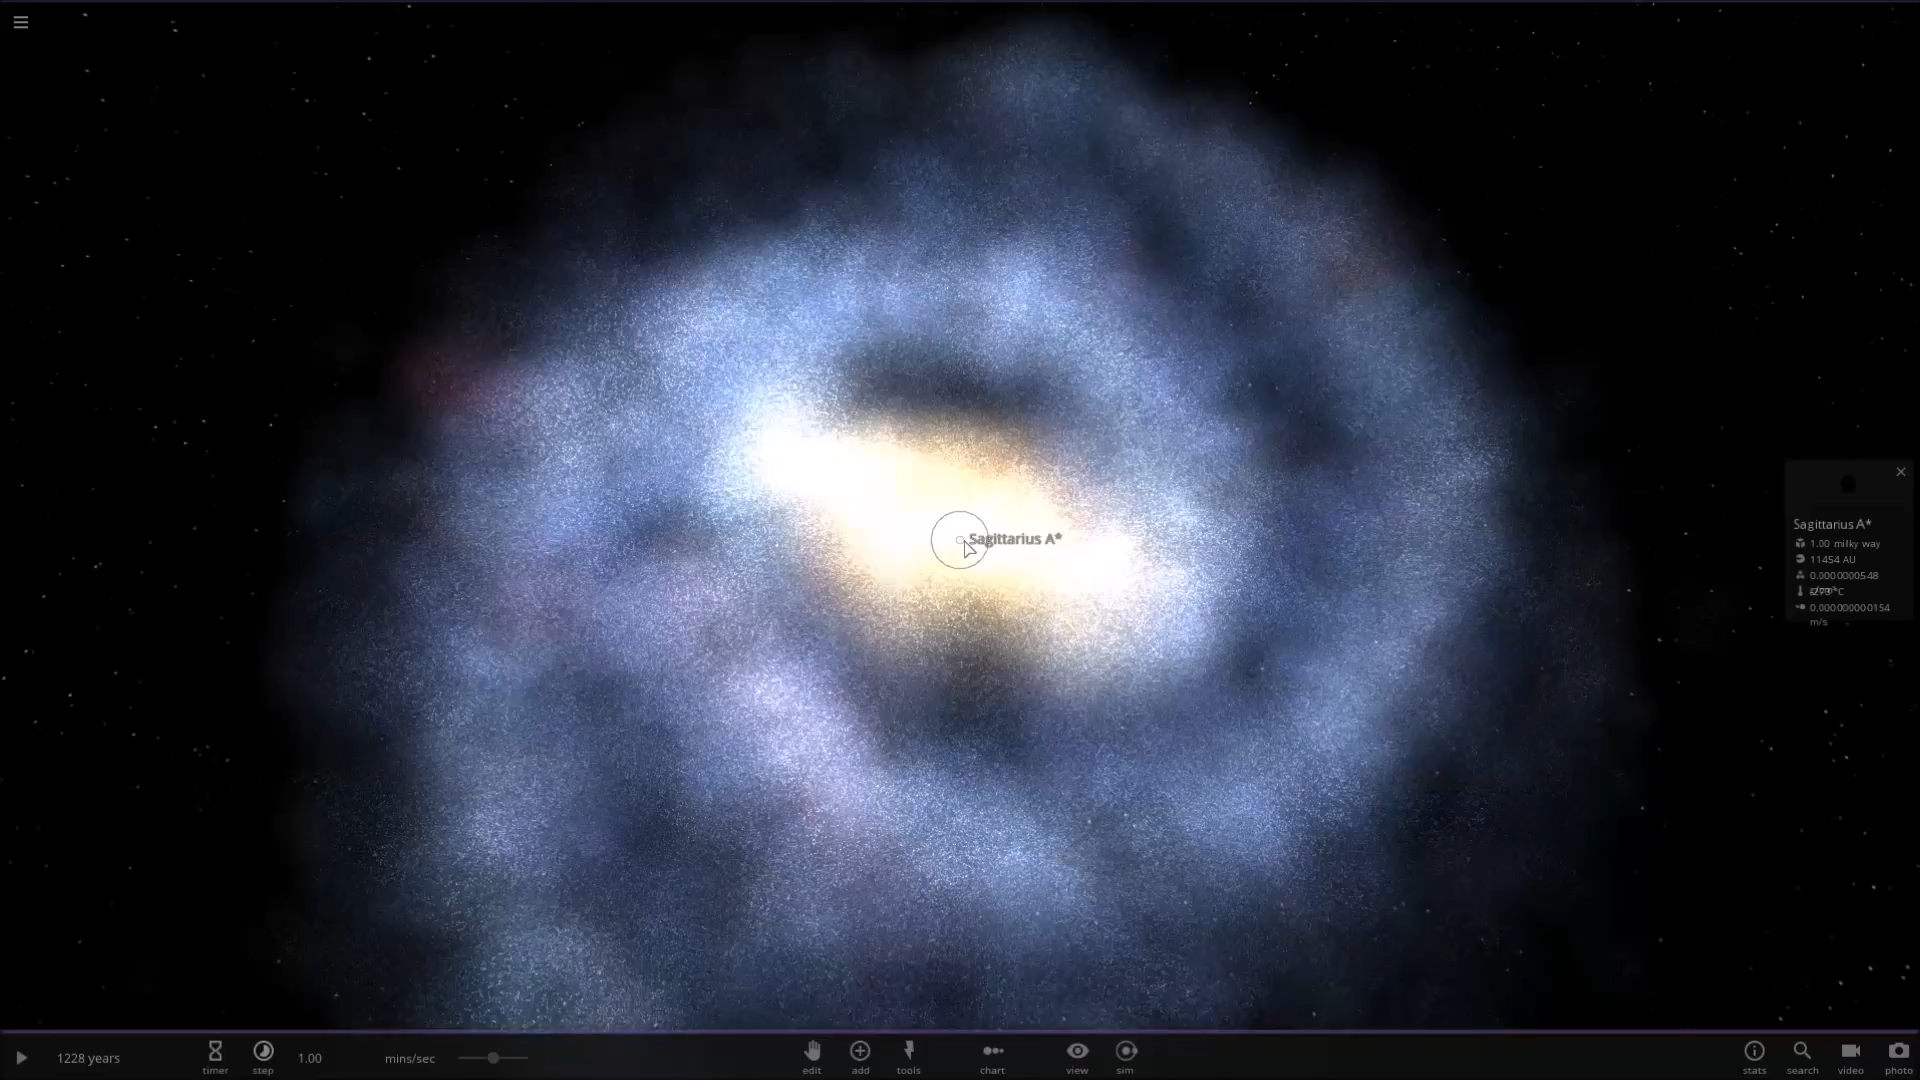 Sagittarius A*
Sagittarius A*
1.00 milky way
11454 AU
0.0000000548
0.000000000154
m/s
1228 years
timer
step
1.00
mins/sec
edit
add
tools
chart
view
sim
stats
search
video
photo